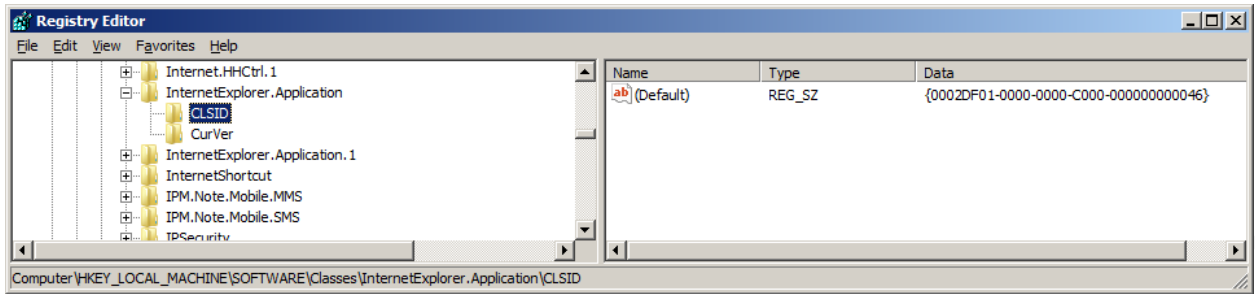 Registry Editor
File Edit View Favorites Help
Internet.HHCtrl.1
InternetExplorer.Application
CLSID
CurVer
InternetExplorer.Application.1
InternetShortcut
IPM.Note.Mobile.MMS
IPM.Note.Mobile.SMS
IPSecurity
Name Type Data
ab (Default) REG_SZ {0002DF01-0000-0000-C000-000000000046}
Computer\HKEY_LOCAL_MACHINE\SOFTWARE\Classes\InternetExplorer.Application\CLSID